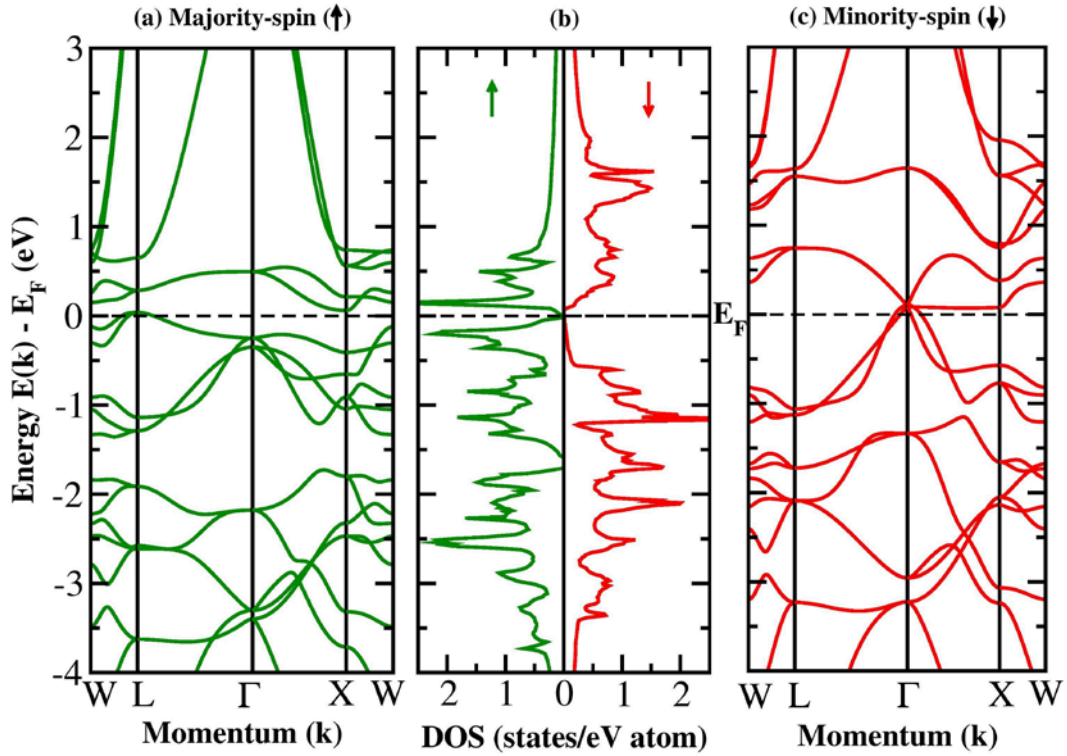 (a) Majority-spin (↑)
(b)
(c) Minority-spin (↓)
Energy E(k) - E_F (eV)
3
2
1
0
-1
-2
-3
-4
E_F
W L Γ X W
2 1 0 1 2
W L Γ X W
Momentum (k)
DOS (states/eV atom)
Momentum (k)